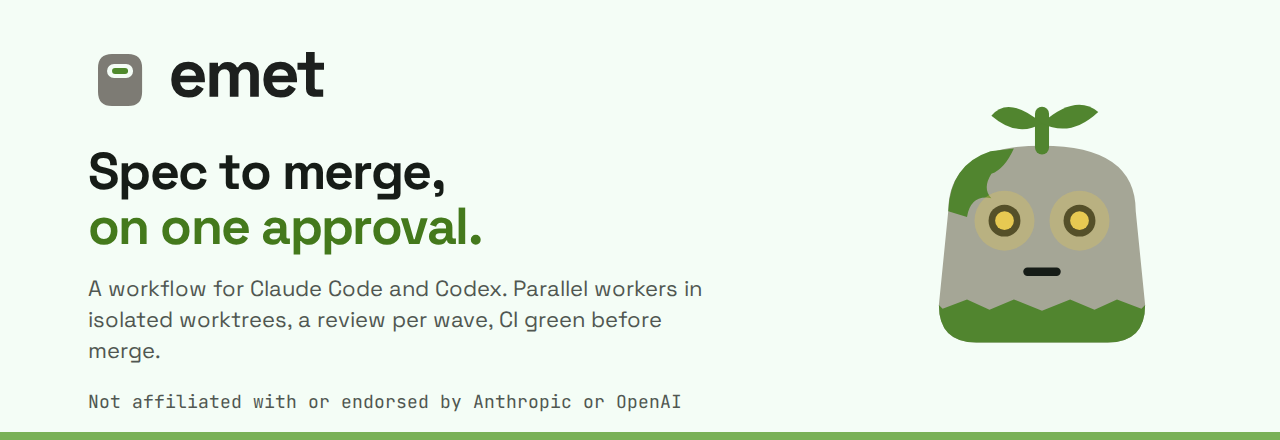 emet
Spec to merge,
on one approval.
A workflow for Claude Code and Codex. Parallel workers in
isolated worktrees, a review per wave, CI green before
merge.
Not affiliated with or endorsed by Anthropic or OpenAI